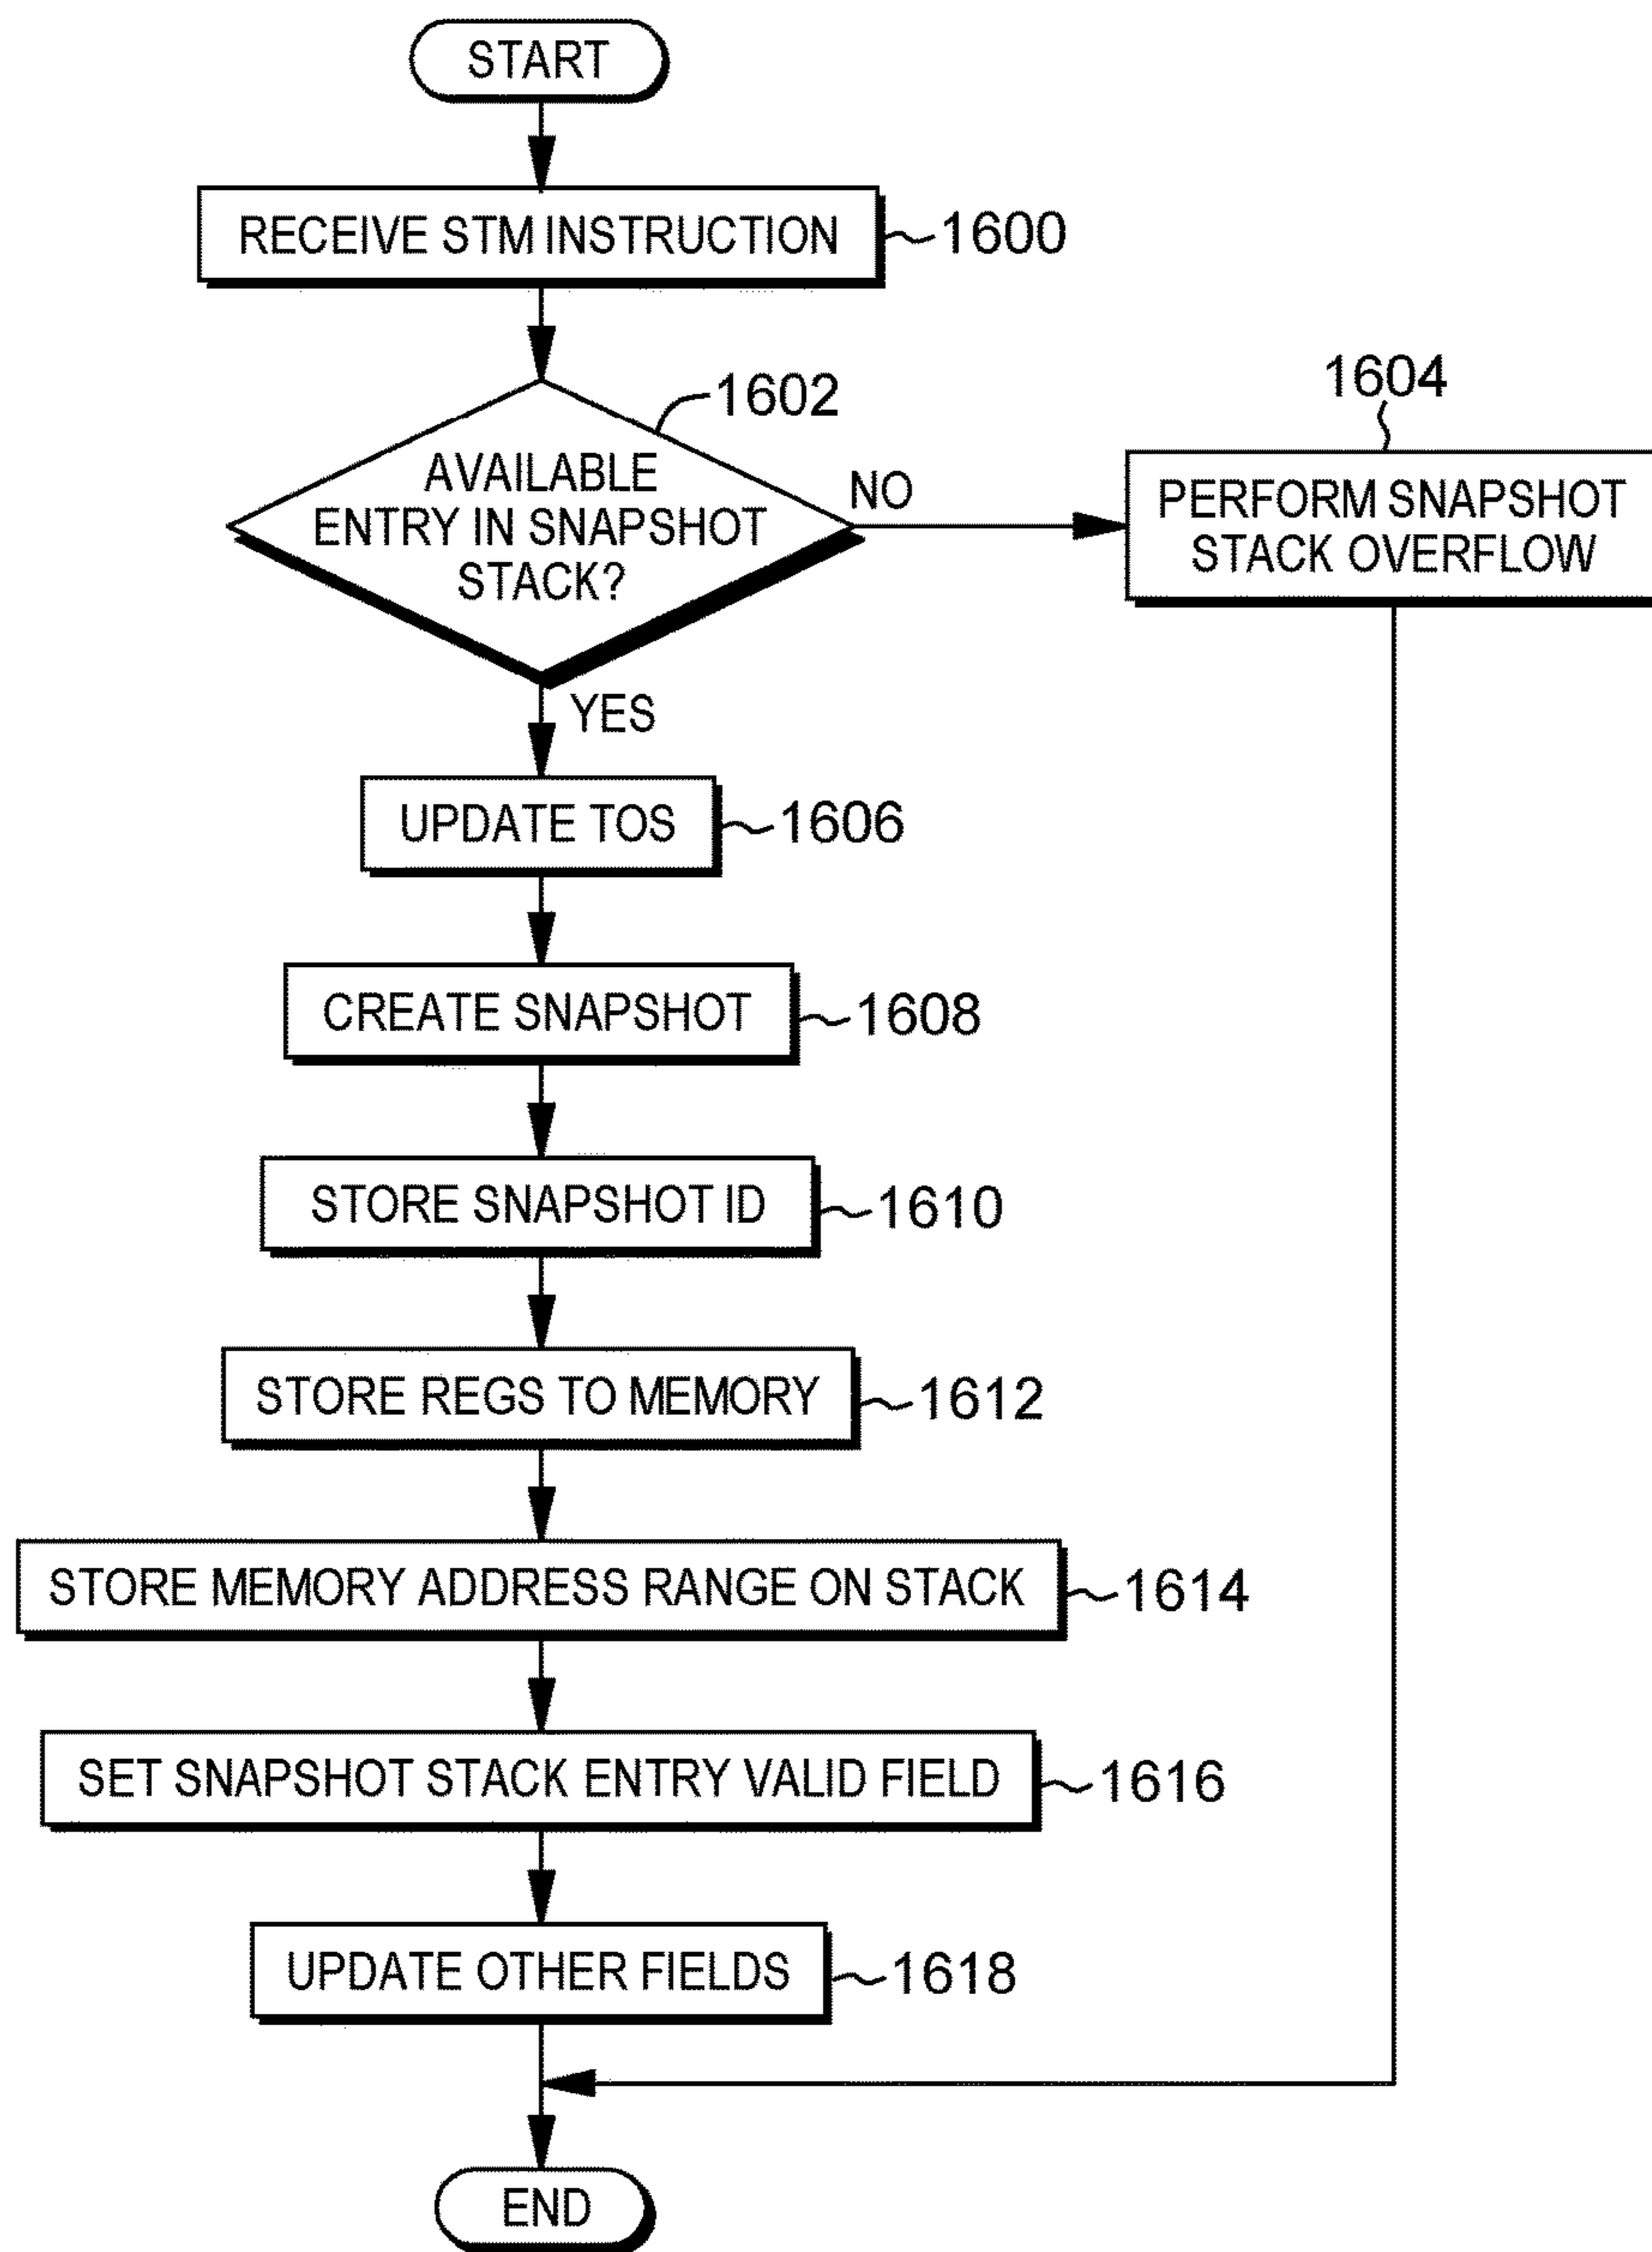 START
RECEIVE STM INSTRUCTION
1600
1602
AVAILABLE
ENTRY IN SNAPSHOT
STACK?
NO
1604
PERFORM SNAPSHOT
STACK OVERFLOW
YES
UPDATE TOS
1606
CREATE SNAPSHOT
1608
STORE SNAPSHOT ID
1610
STORE REGS TO MEMORY
1612
STORE MEMORY ADDRESS RANGE ON STACK
1614
SET SNAPSHOT STACK ENTRY VALID FIELD
1616
UPDATE OTHER FIELDS
1618
END